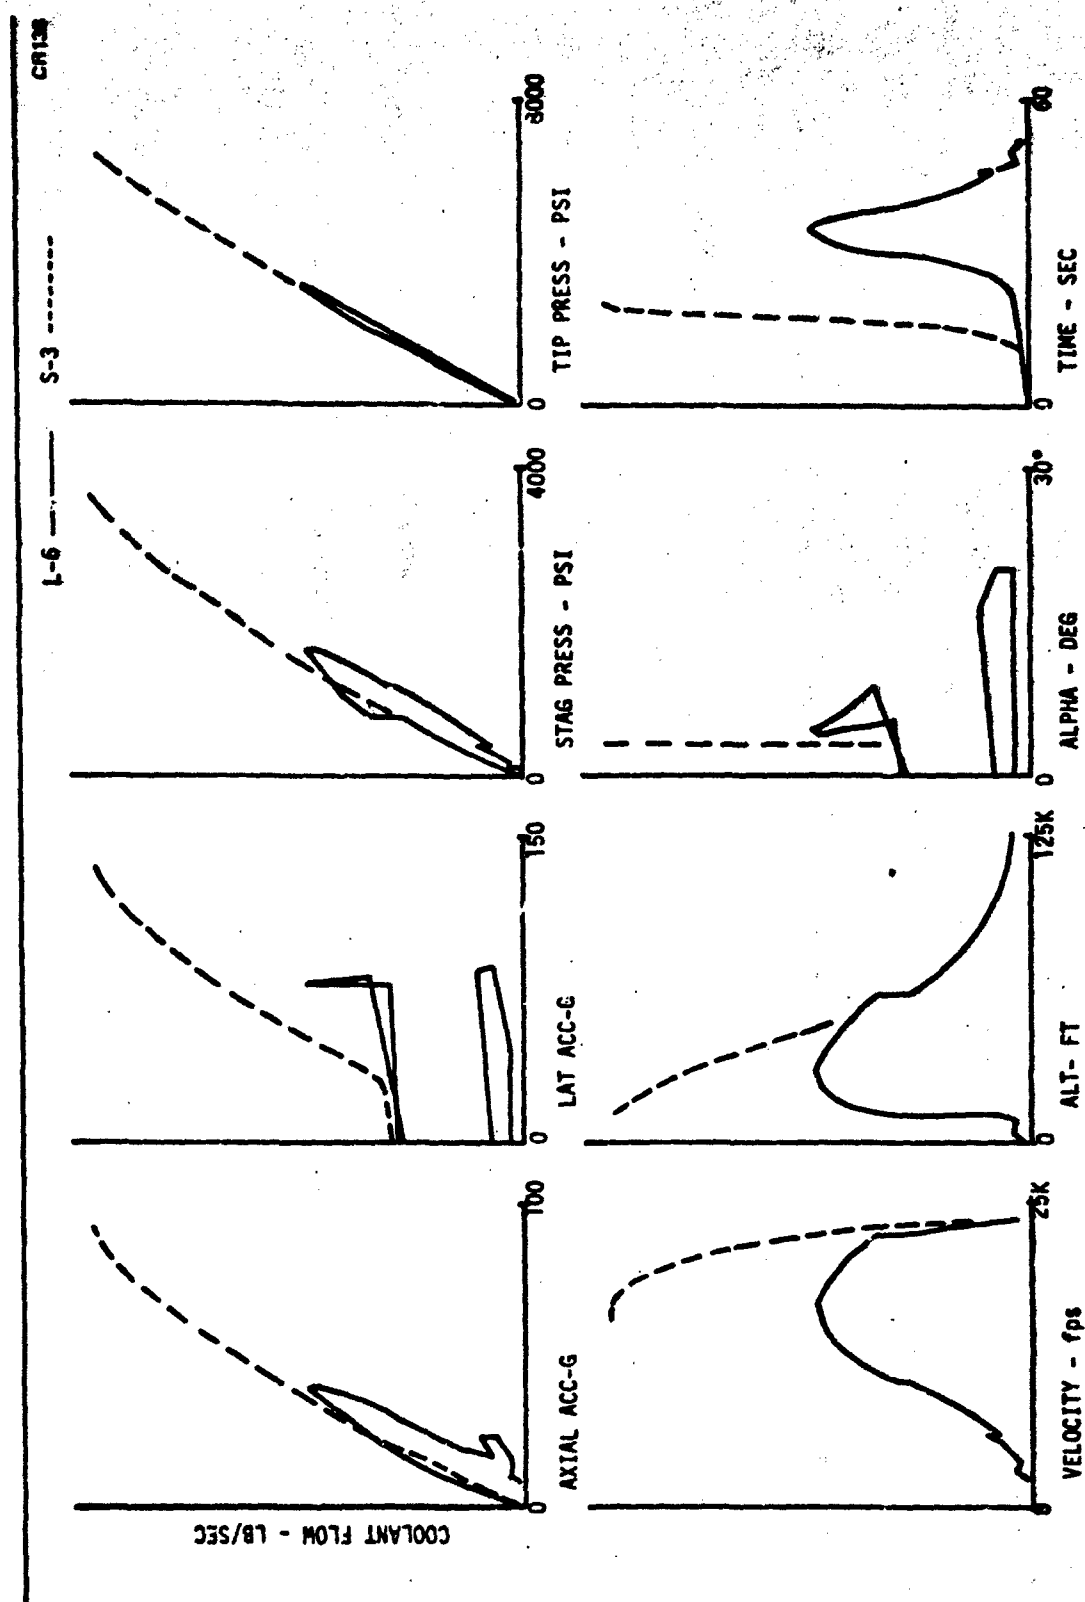 CR136
L-6 S-3
COOLANT FLOW - LB/SEC
0 100
AXIAL ACC-G
0 150
LAT ACC-G
0 4000
STAG PRESS - PSI
0 8000
TIP PRESS - PSI
0 25K
VELOCITY - fps
0 125K
ALT- FT
0 30°
ALPHA - DEG
0 60
TIME - SEC